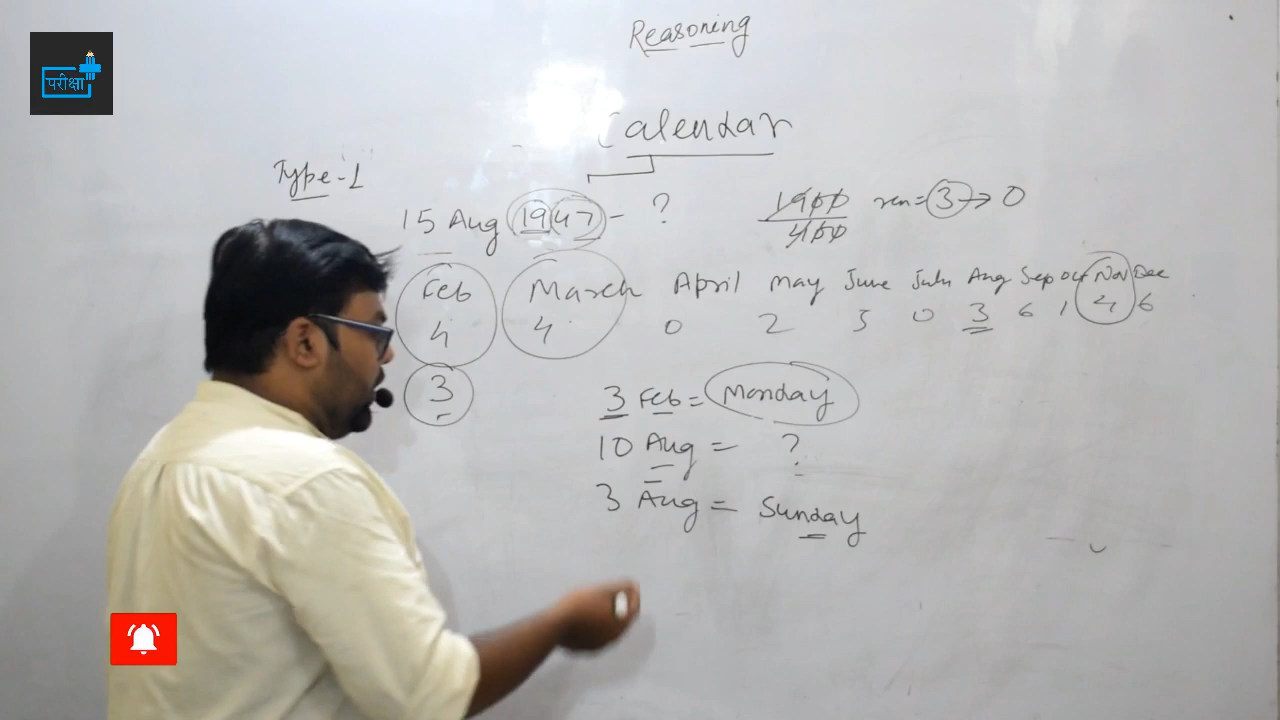 Reasoning
परीक्षा
Calendar
Type-1
15 Aug 1947 - ?
1900 rem = 3 → 0
400
Feb March April May June July Aug Sep Oct Nov Dec
4 4 0 2 5 0 3 6 1 4 6
3
3 Feb = Monday
10 Aug = ?
3 Aug = Sunday